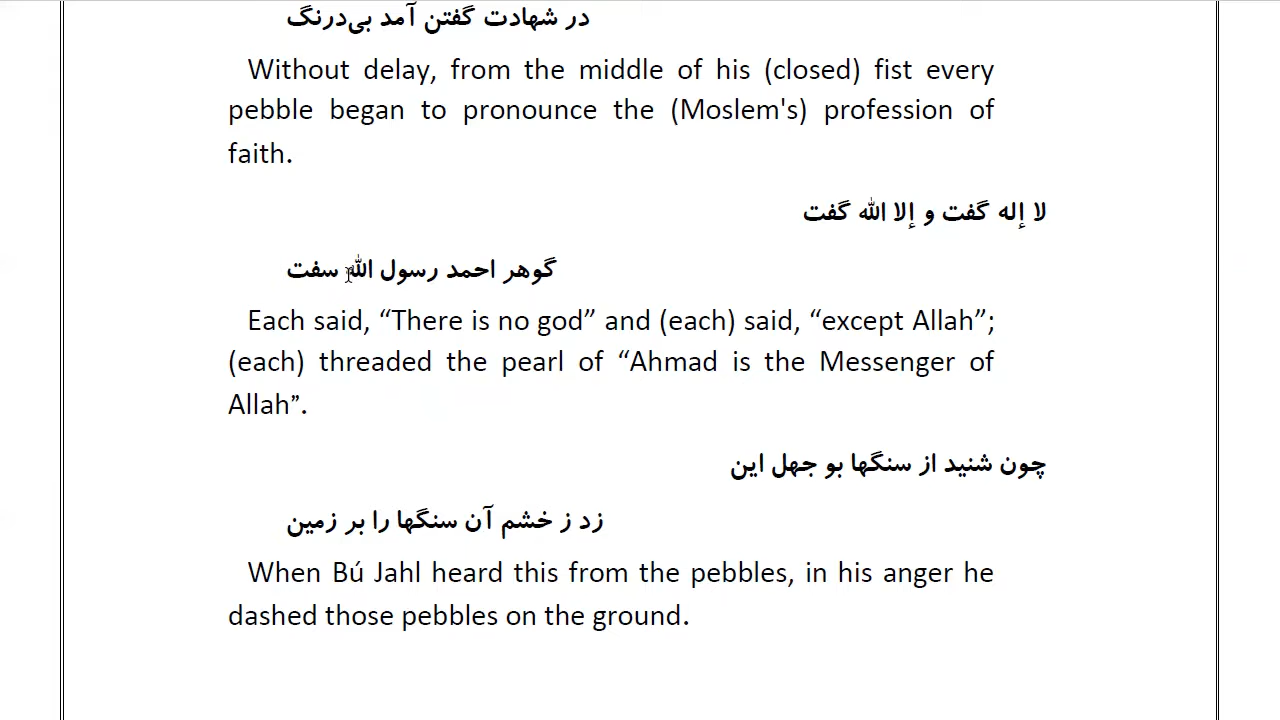 در شهادت گفتن آمد بی‌درنگ
Without delay, from the middle of his (closed) fist every
pebble began to pronounce the (Moslem's) profession of
faith.
لا إله گفت و إلا الله گفت
گوهر احمد رسول الله سفت
Each said, “There is no god” and (each) said, “except Allah”;
(each) threaded the pearl of “Ahmad is the Messenger of
Allah”.
چون شنید از سنگها بو جهل این
زد ز خشم آن سنگها را بر زمین
When Bú Jahl heard this from the pebbles, in his anger he
dashed those pebbles on the ground.